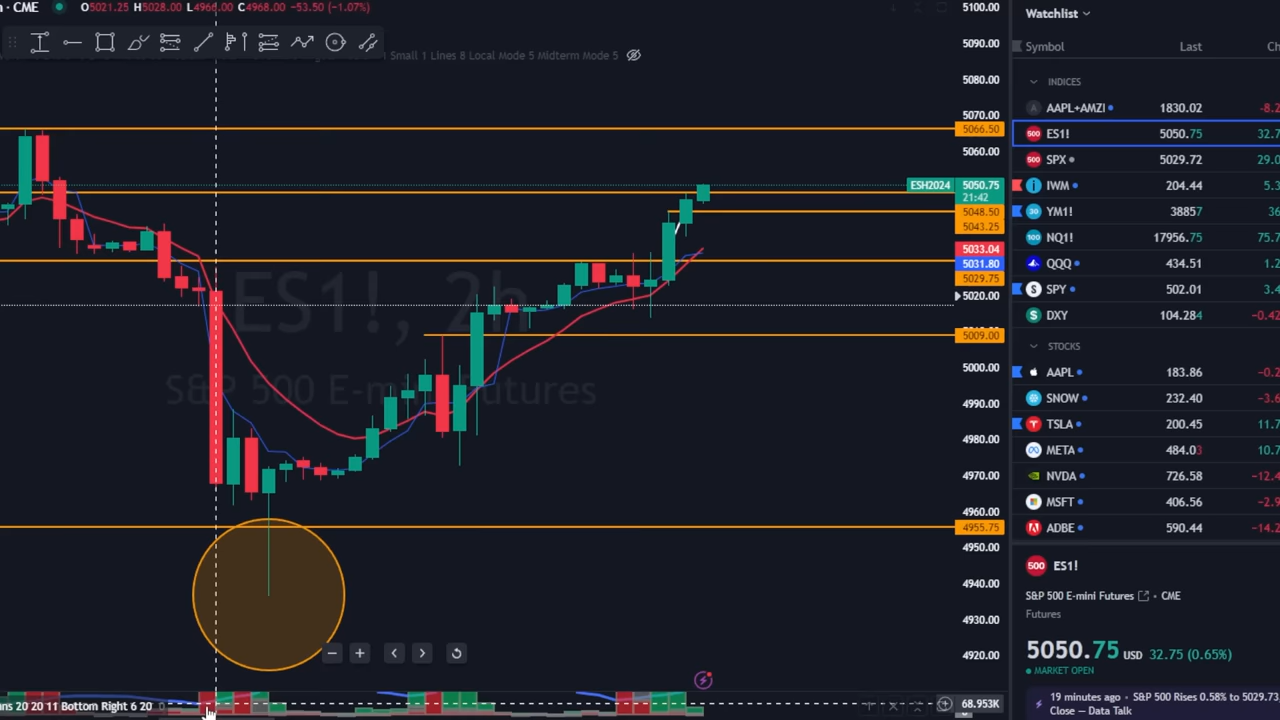 · CME O5021.25 H5028.00 L4966.00 C4968.00 -53.50 (-1.07%)
Small 1 Lines 8 Local Mode 5 Midterm Mode 5
ES1!, 2h
S&P 500 E-mini Futures
5100.00
5090.00
5080.00
5070.00
5066.50
5060.00
ESH2024 5050.75
21:42
5048.50
5043.25
5033.04
5031.80
5029.75
5020.00
5009.00
5000.00
4990.00
4980.00
4970.00
4960.00
4955.75
4950.00
4940.00
4930.00
4920.00
20 20 11 Bottom Right 6 20 0
68.953K
Watchlist
Symbol Last
INDICES
AAPL+AMZI 1830.02 -8.2
500 ES1! 5050.75 32.7
500 SPX 5029.72 29.0
IWM 204.44 5.3
30 YM1! 38857 36
100 NQ1! 17956.75 75.7
QQQ 434.51 1.2
S SPY 502.01 3.4
$ DXY 104.284 -0.42
STOCKS
AAPL 183.86 -0.2
SNOW 232.40 -3.6
TSLA 200.45 11.7
META 484.03 10.7
NVDA 726.58 -12.4
MSFT 406.56 -2.9
ADBE 590.44 -14.2
500 ES1!
S&P 500 E-mini Futures · CME
Futures
5050.75 USD 32.75 (0.65%)
MARKET OPEN
19 minutes ago · S&P 500 Rises 0.58% to 5029.73
Close — Data Talk